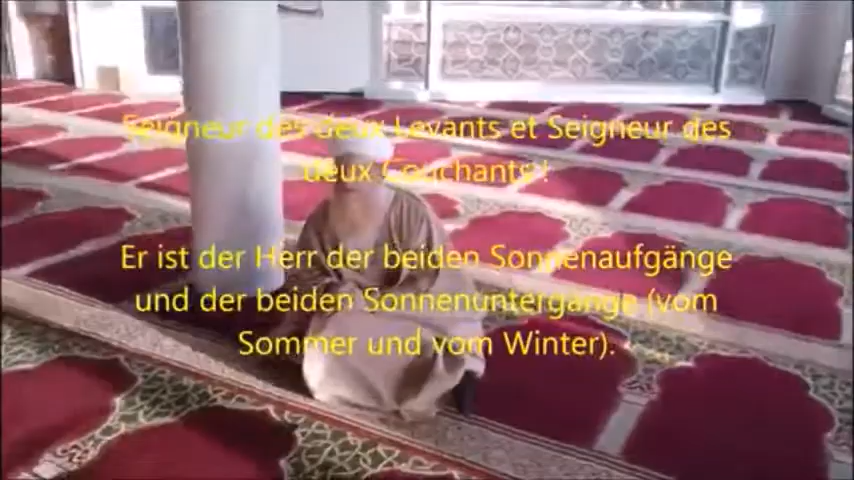 Seigneur des deux Levants et Seigneur des
deux Couchants !
Er ist der Herr der beiden Sonnenaufgänge
und der beiden Sonnenuntergänge (vom
Sommer und vom Winter).